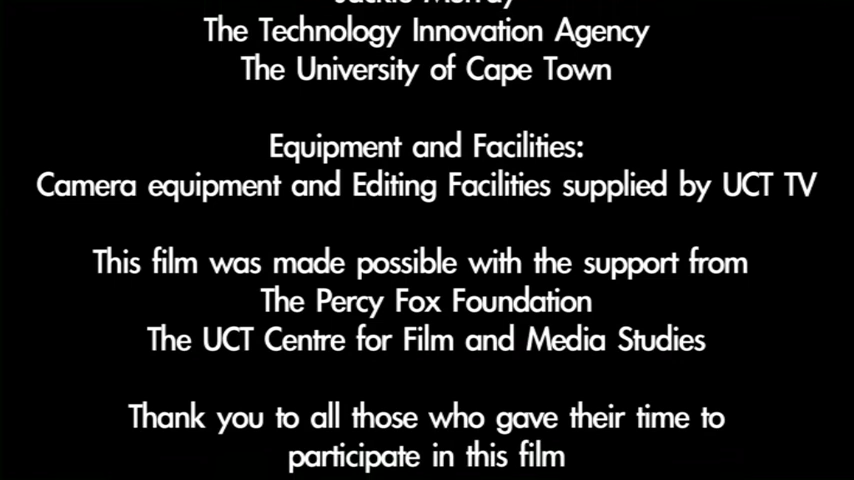 The Technology Innovation Agency
The University of Cape Town
Equipment and Facilities:
Camera equipment and Editing Facilities supplied by UCT TV
This film was made possible with the support from
The Percy Fox Foundation
The UCT Centre for Film and Media Studies
Thank you to all those who gave their time to
participate in this film